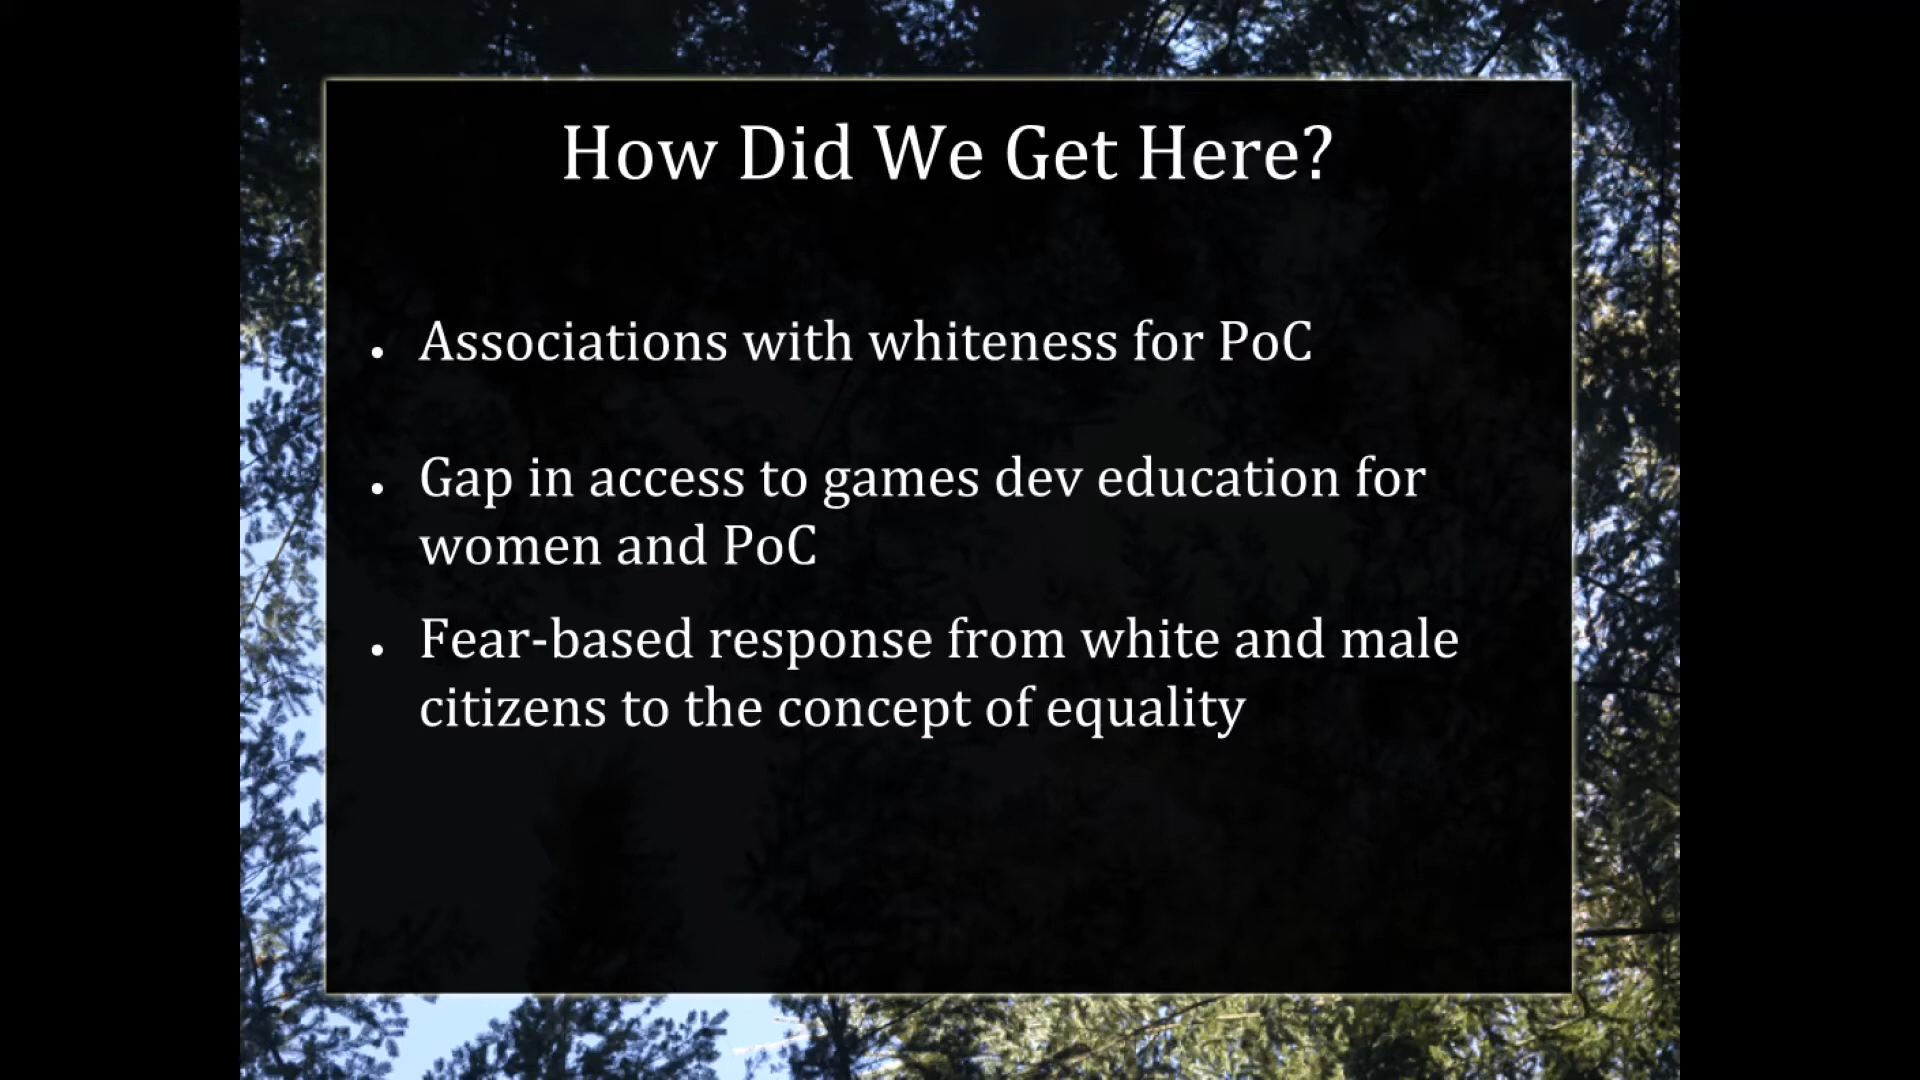 How Did We Get Here?
• Associations with whiteness for PoC
• Gap in access to games dev education for
women and PoC
• Fear-based response from white and male
citizens to the concept of equality